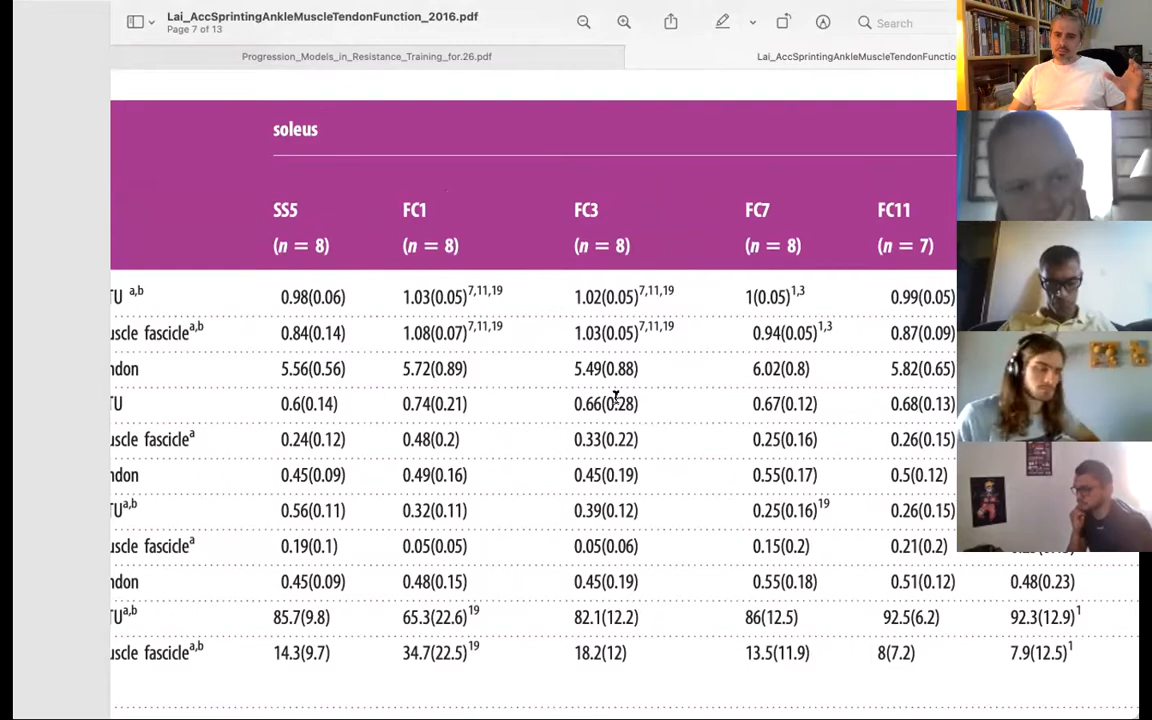 Lai_AccSprintingAnkleMuscleTendonFunction_2016.pdf
Page 7 of 13
Search
Progression_Models_in_Resistance_Training_for.26.pdf
Lai_AccSprintingAnkleMuscleTendonFunctio
soleus
SS5 FC1 FC3 FC7 FC11
(n = 8) (n = 8) (n = 8) (n = 8) (n = 7)
TU a,b 0.98(0.06) 1.03(0.05)7,11,19 1.02(0.05)7,11,19 1(0.05)1,3 0.99(0.05)
uscle fasciclea,b 0.84(0.14) 1.08(0.07)7,11,19 1.03(0.05)7,11,19 0.94(0.05)1,3 0.87(0.09)
ndon 5.56(0.56) 5.72(0.89) 5.49(0.88) 6.02(0.8) 5.82(0.65)
TU 0.6(0.14) 0.74(0.21) 0.66(0.28) 0.67(0.12) 0.68(0.13)
uscle fasciclea 0.24(0.12) 0.48(0.2) 0.33(0.22) 0.25(0.16) 0.26(0.15)
ndon 0.45(0.09) 0.49(0.16) 0.45(0.19) 0.55(0.17) 0.5(0.12)
TUa,b 0.56(0.11) 0.32(0.11) 0.39(0.12) 0.25(0.16)19 0.26(0.15)
uscle fasciclea 0.19(0.1) 0.05(0.05) 0.05(0.06) 0.15(0.2) 0.21(0.2)
ndon 0.45(0.09) 0.48(0.15) 0.45(0.19) 0.55(0.18) 0.51(0.12) 0.48(0.23)
TUa,b 85.7(9.8) 65.3(22.6)19 82.1(12.2) 86(12.5) 92.5(6.2) 92.3(12.9)1
uscle fasciclea,b 14.3(9.7) 34.7(22.5)19 18.2(12) 13.5(11.9) 8(7.2) 7.9(12.5)1